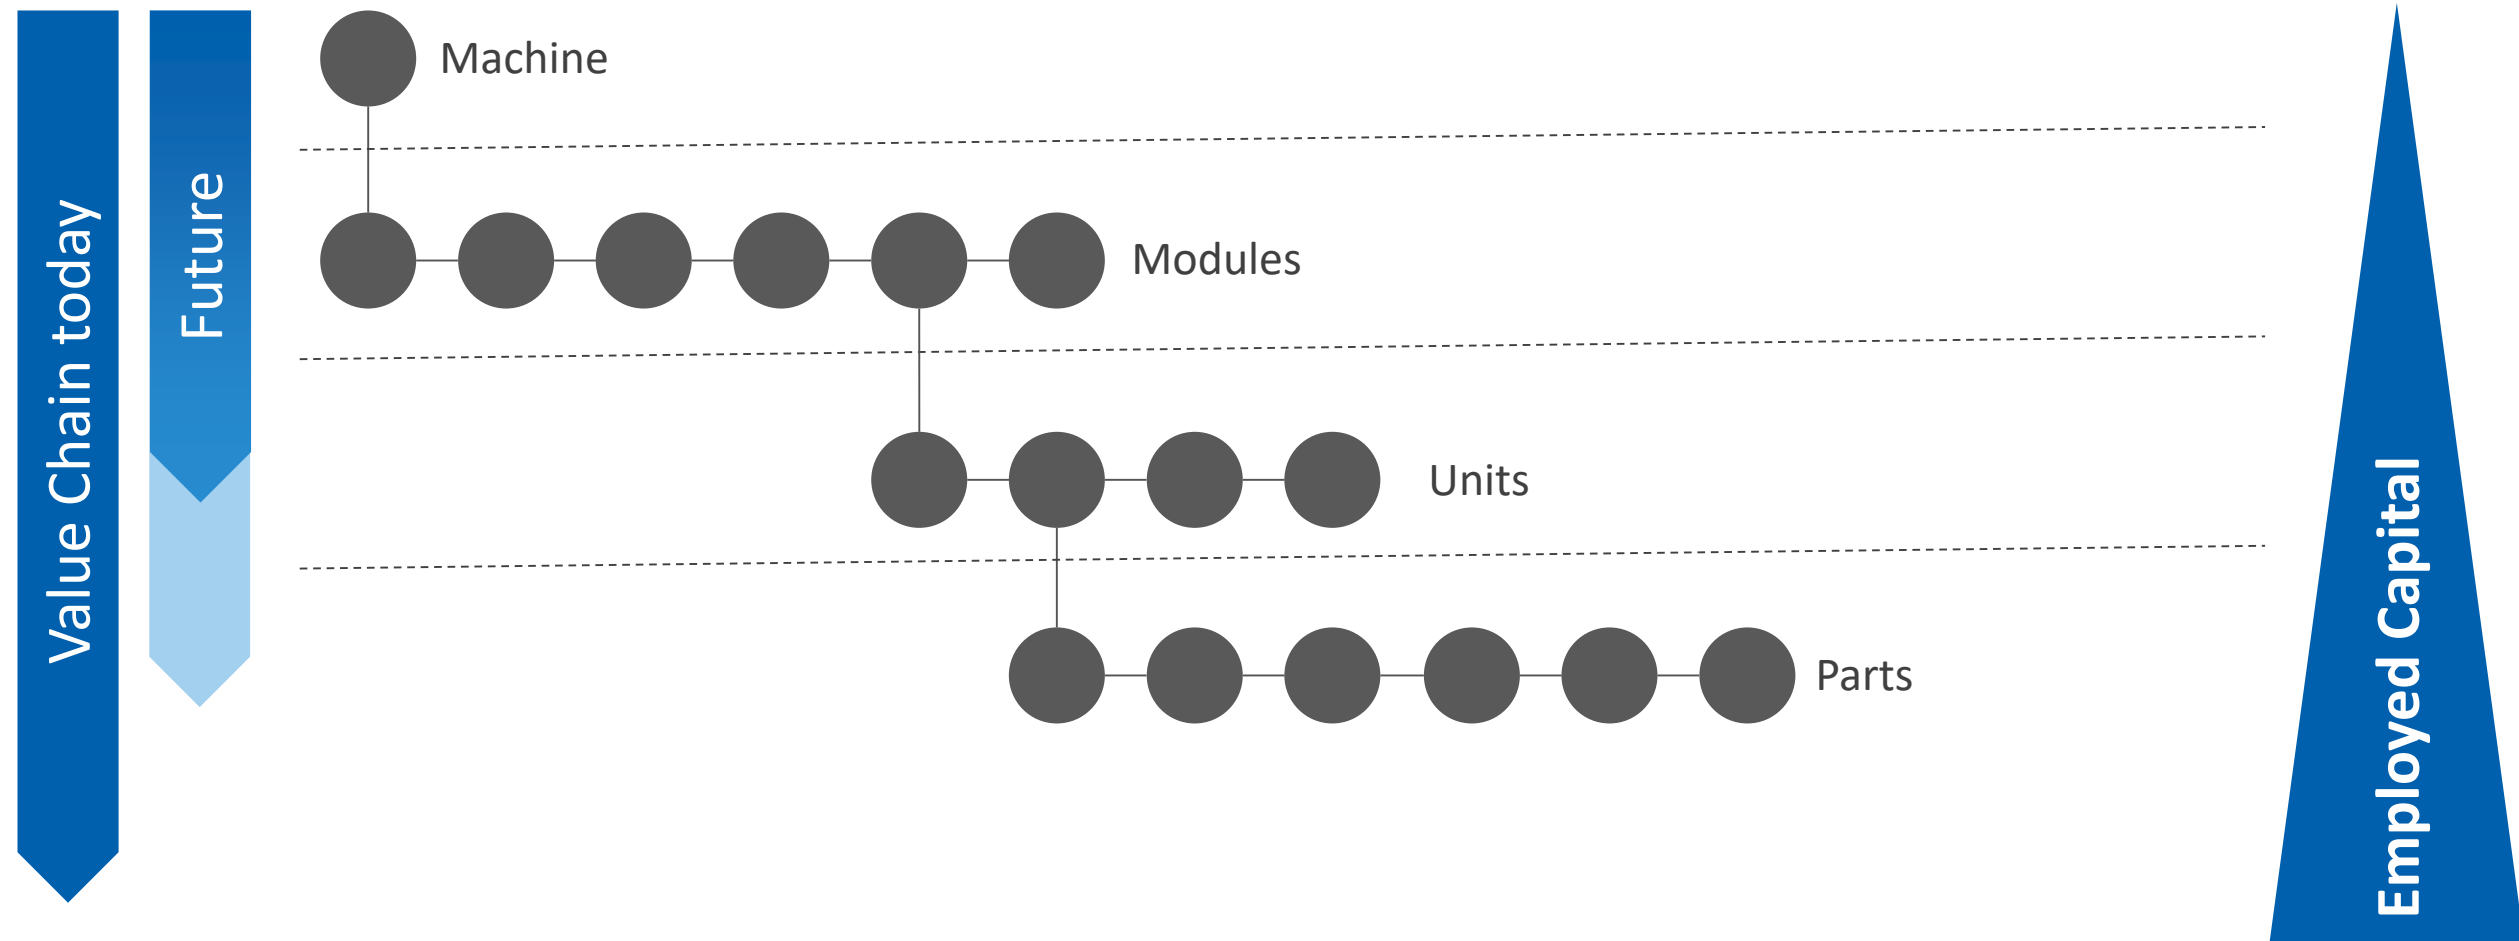 Value Chain today
Future
Machine
Modules
Units
Parts
Employed Capital